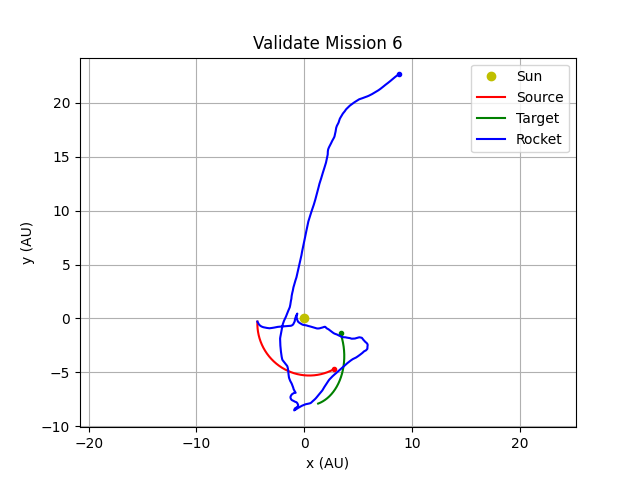 Validate Mission 6
Sun
Source
Target
Rocket
y (AU)
20
15
10
5
0
−5
−10
−20
−10
0
10
20
x (AU)